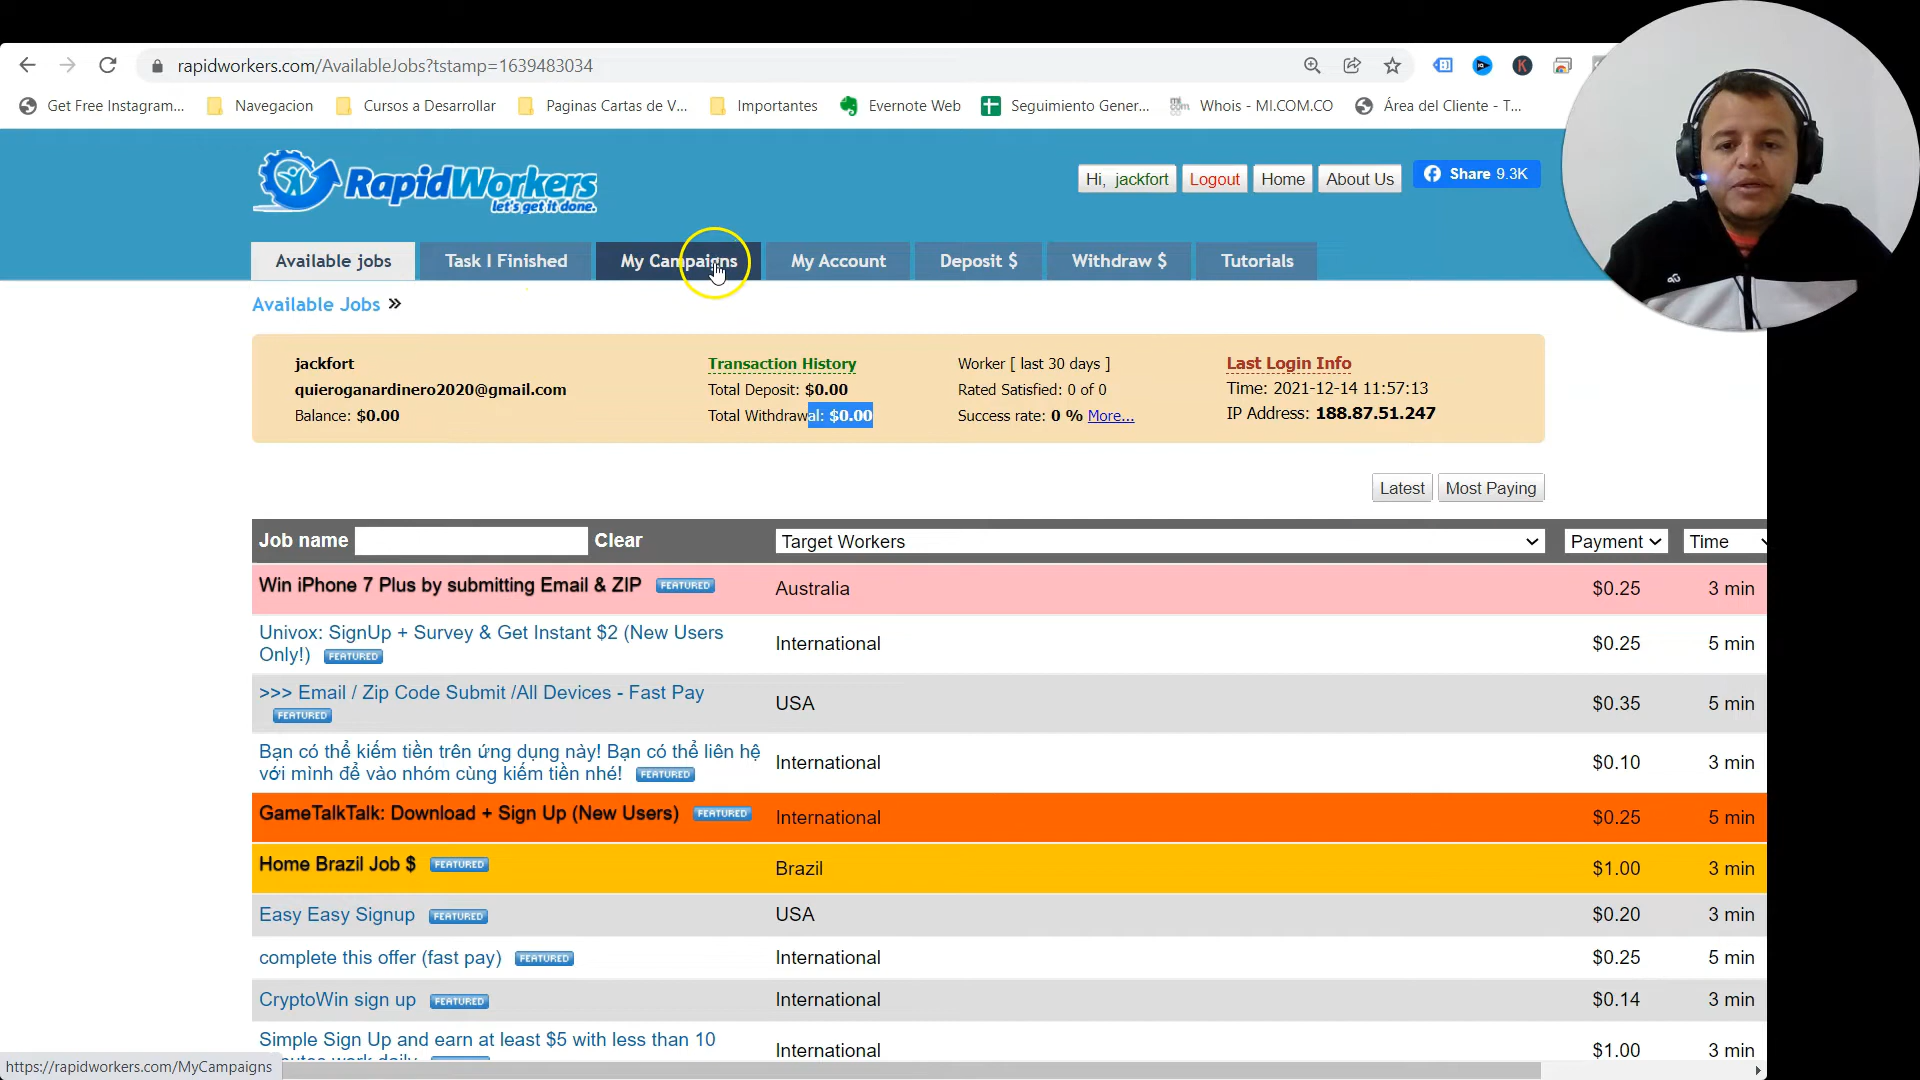 rapidworkers.com/AvailableJobs?tstamp=1639483034
Get Free Instagram... Navegacion Cursos a Desarrollar Paginas Cartas de V... Importantes Evernote Web Seguimiento Gener... Whois - MI.COM.CO Área del Cliente - T...
RapidWorkers
let's get it done.
Hi, jackfort Logout Home About Us Share 9.3K
Available jobs Task I Finished My Campaigns My Account Deposit $ Withdraw $ Tutorials
Available Jobs »
jackfort Transaction History Worker [ last 30 days ] Last Login Info
quieroganardinero2020@gmail.com Total Deposit: $0.00 Rated Satisfied: 0 of 0 Time: 2021-12-14 11:57:13
Balance: $0.00 Total Withdrawal: $0.00 Success rate: 0 % More... IP Address: 188.87.51.247
Latest Most Paying
Job name Clear Target Workers Payment Time
Win iPhone 7 Plus by submitting Email & ZIP FEATURED Australia $0.25 3 min
Univox: SignUp + Survey & Get Instant $2 (New Users
Only!) FEATURED International $0.25 5 min
>>> Email / Zip Code Submit /All Devices - Fast Pay
FEATURED USA $0.35 5 min
Bạn có thể kiếm tiền trên ứng dụng này! Bạn có thể liên hệ
với mình để vào nhóm cùng kiếm tiền nhé! FEATURED International $0.10 3 min
GameTalkTalk: Download + Sign Up (New Users) FEATURED International $0.25 5 min
Home Brazil Job $ FEATURED Brazil $1.00 3 min
Easy Easy Signup FEATURED USA $0.20 3 min
complete this offer (fast pay) FEATURED International $0.25 5 min
CryptoWin sign up FEATURED International $0.14 3 min
Simple Sign Up and earn at least $5 with less than 10
International $1.00 3 min
https://rapidworkers.com/MyCampaigns